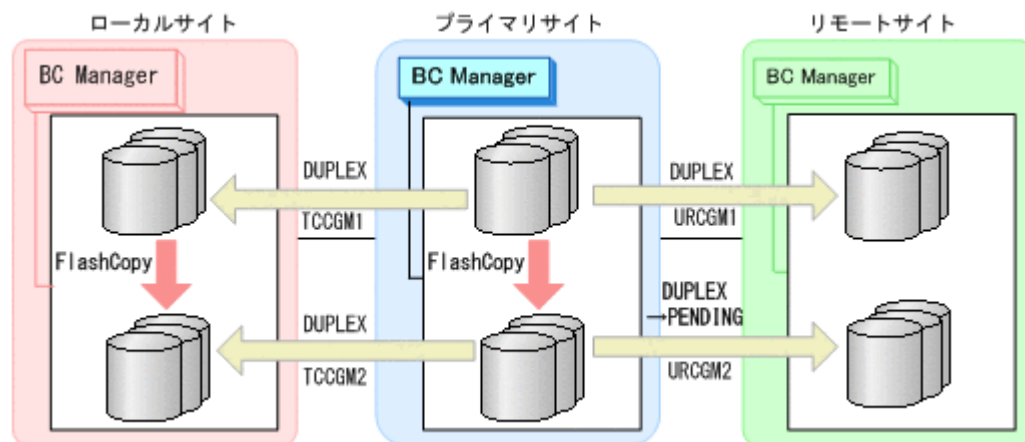 ローカルサイト
プライマリサイト
リモートサイト
BC Manager
BC Manager
BC Manager
DUPLEX
DUPLEX
TCCGM1
URCGM1
FlashCopy
FlashCopy
DUPLEX
→PENDING
DUPLEX
TCCGM2
URCGM2